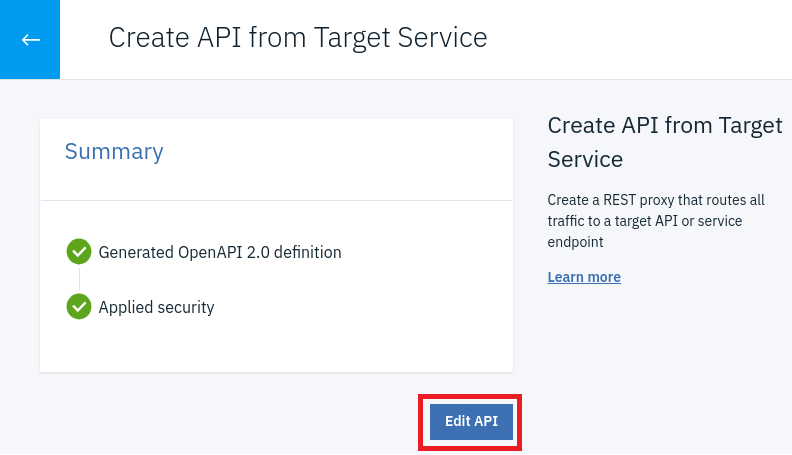 Create API from Target Service
Summary
Generated OpenAPI 2.0 definition
Applied security
Edit API
Create API from Target
Service
Create a REST proxy that routes all
traffic to a target API or service
endpoint
Learn more